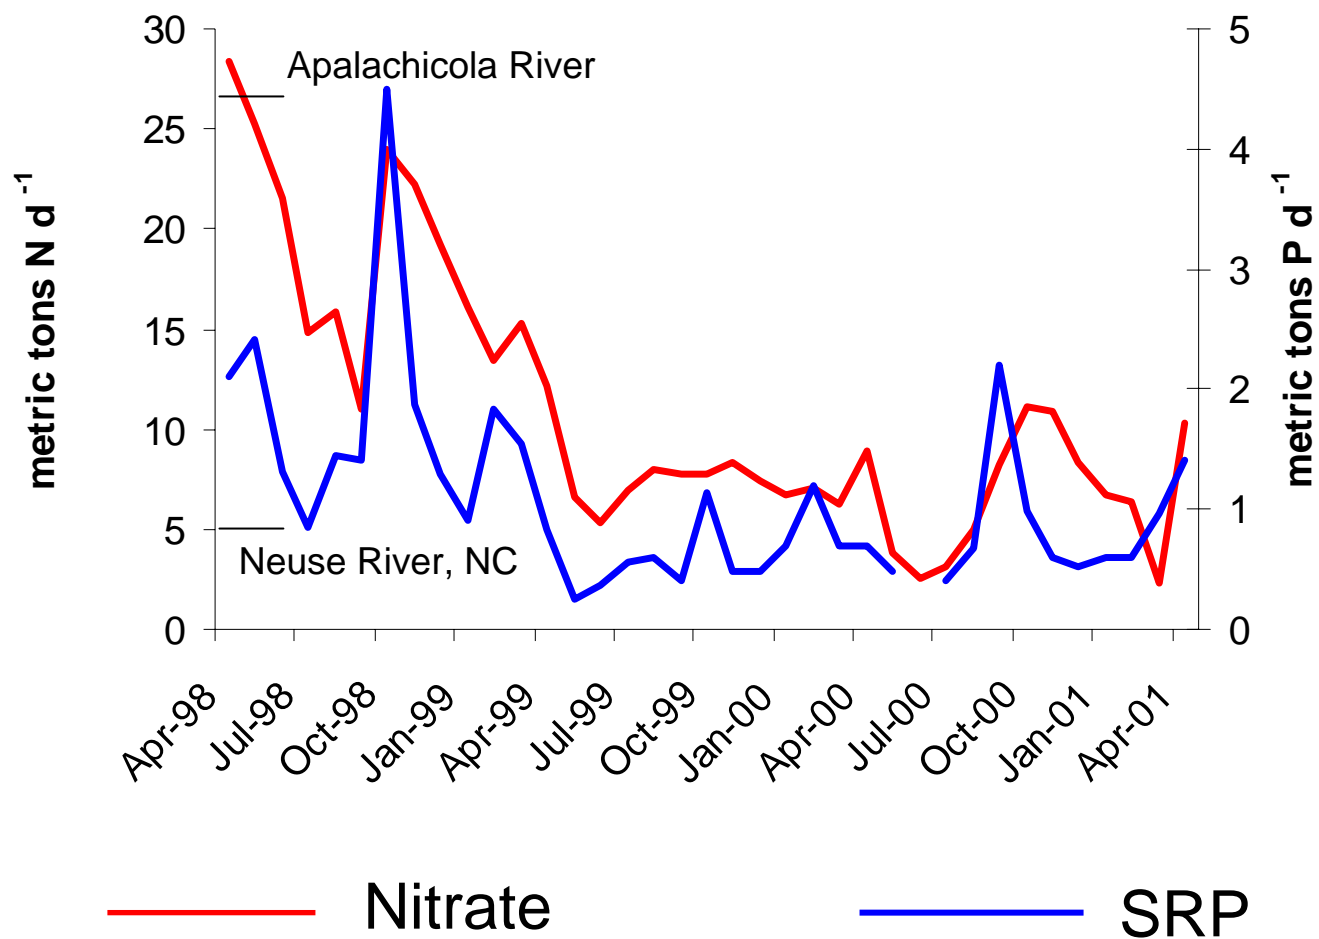 30
25
20
15
10
5
0
metric tons N d -1
Apalachicola River
Neuse River, NC
5
4
3
2
1
0
metric tons P d -1
Apr-98
Jul-98
Oct-98
Jan-99
Apr-99
Jul-99
Oct-99
Jan-00
Apr-00
Jul-00
Oct-00
Jan-01
Apr-01
Nitrate
SRP